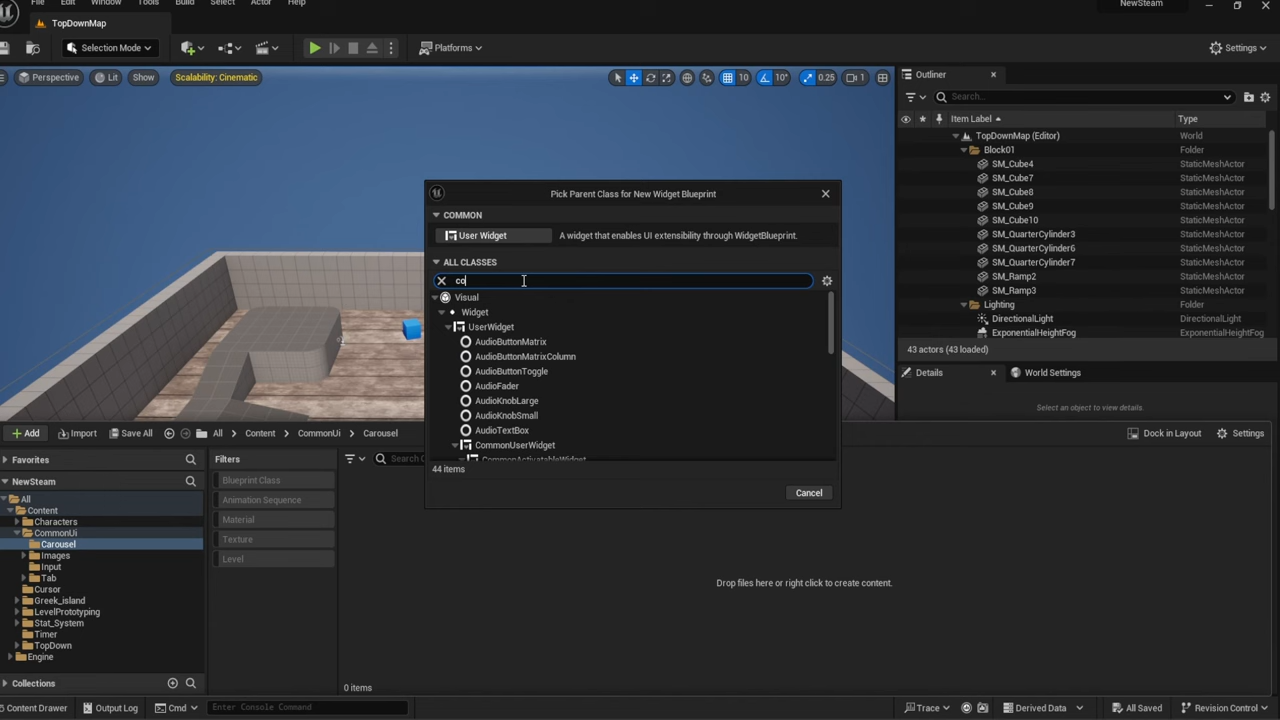 File Edit Window Tools Build Select Actor Help
NewSteam
TopDownMap
Selection Mode
Platforms
Settings
Perspective
Lit
Show
Scalability: Cinematic
10
10°
0.25
1
Outliner
Search...
Item Label
Type
TopDownMap (Editor) World
Block01 Folder
SM_Cube4 StaticMeshActor
SM_Cube7 StaticMeshActor
SM_Cube8 StaticMeshActor
SM_Cube9 StaticMeshActor
SM_Cube10 StaticMeshActor
SM_QuarterCylinder3 StaticMeshActor
SM_QuarterCylinder6 StaticMeshActor
SM_QuarterCylinder7 StaticMeshActor
SM_Ramp2 StaticMeshActor
SM_Ramp3 StaticMeshActor
Lighting Folder
DirectionalLight DirectionalLight
ExponentialHeightFog ExponentialHeightFog
43 actors (43 loaded)
Details
World Settings
Select an object to view details.
Pick Parent Class for New Widget Blueprint
COMMON
User Widget A widget that enables UI extensibility through WidgetBlueprint.
ALL CLASSES
co
Visual
Widget
UserWidget
AudioButtonMatrix
AudioButtonMatrixColumn
AudioButtonToggle
AudioFader
AudioKnobLarge
AudioKnobSmall
AudioTextBox
CommonUserWidget
CommonActivatableWidget
44 items
Cancel
Add
Import
Save All
All
Content
CommonUi
Carousel
Dock in Layout
Settings
Favorites
NewSteam
All
Content
Characters
CommonUi
Carousel
Images
Input
Tab
Cursor
Greek_island
LevelPrototyping
Stat_System
Timer
TopDown
Engine
Collections
Filters
Blueprint Class
Animation Sequence
Material
Texture
Level
Search C
Drop files here or right click to create content.
0 items
Content Drawer
Output Log
Cmd
Enter Console Command
Trace
Derived Data
All Saved
Revision Control